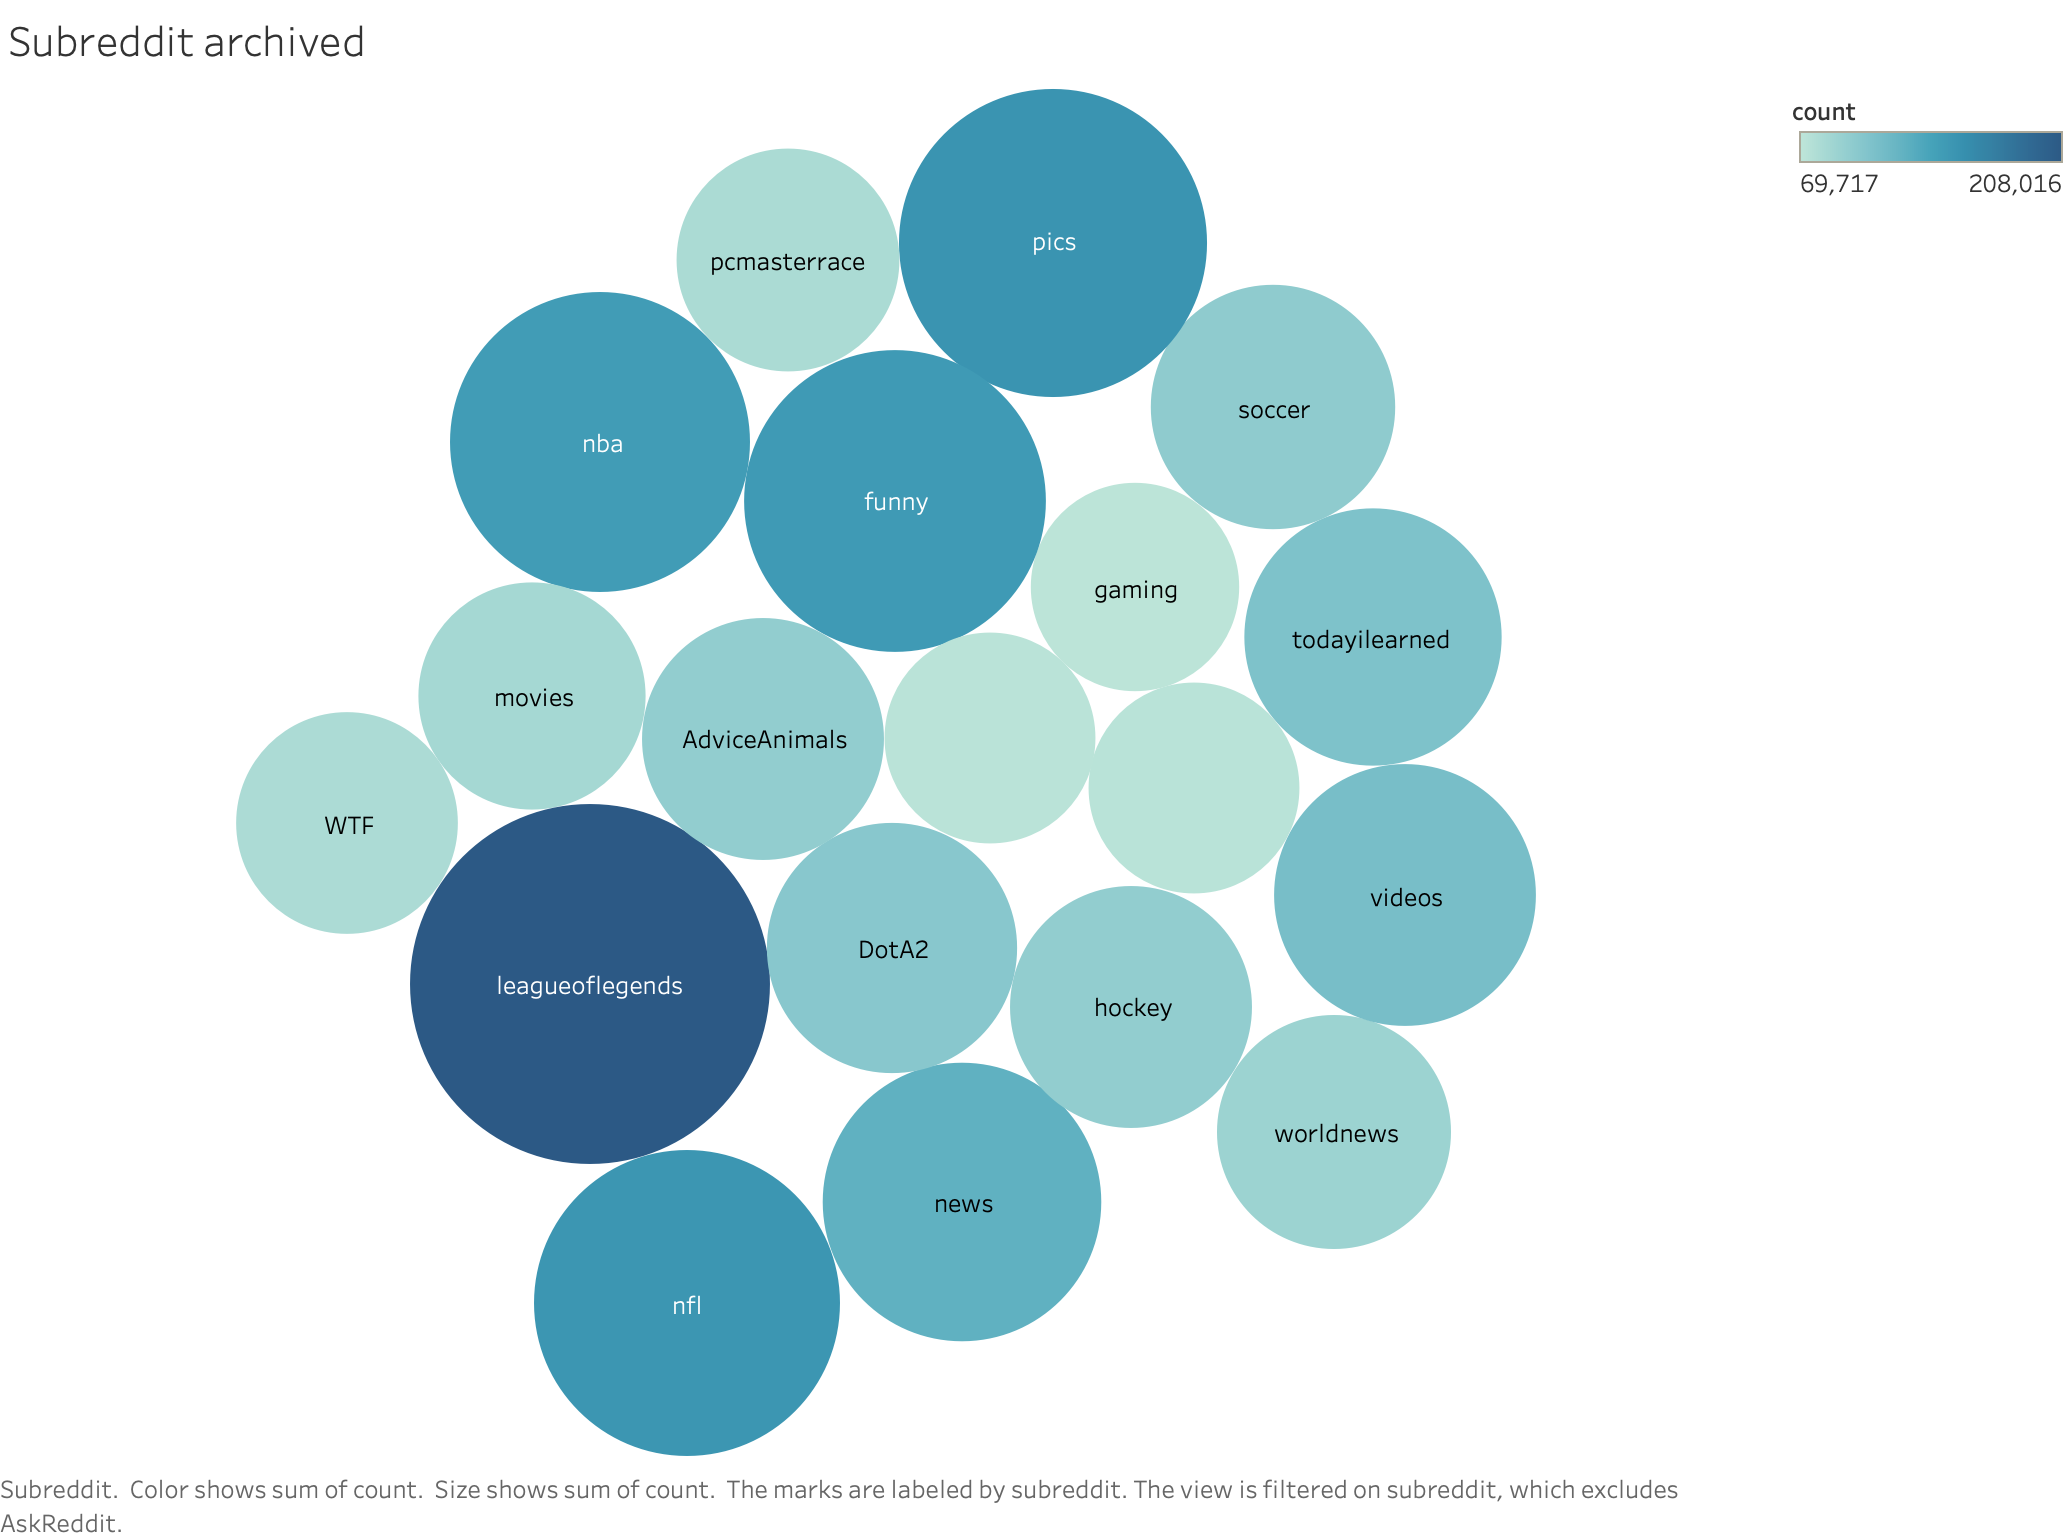 Subreddit archived
count
69,717 208,016
pics
pcmasterrace
soccer
nba
funny
gaming
todayilearned
movies
AdviceAnimals
WTF
videos
DotA2
leagueoflegends
hockey
worldnews
news
nfl
Subreddit. Color shows sum of count. Size shows sum of count. The marks are labeled by subreddit. The view is filtered on subreddit, which excludes
AskReddit.